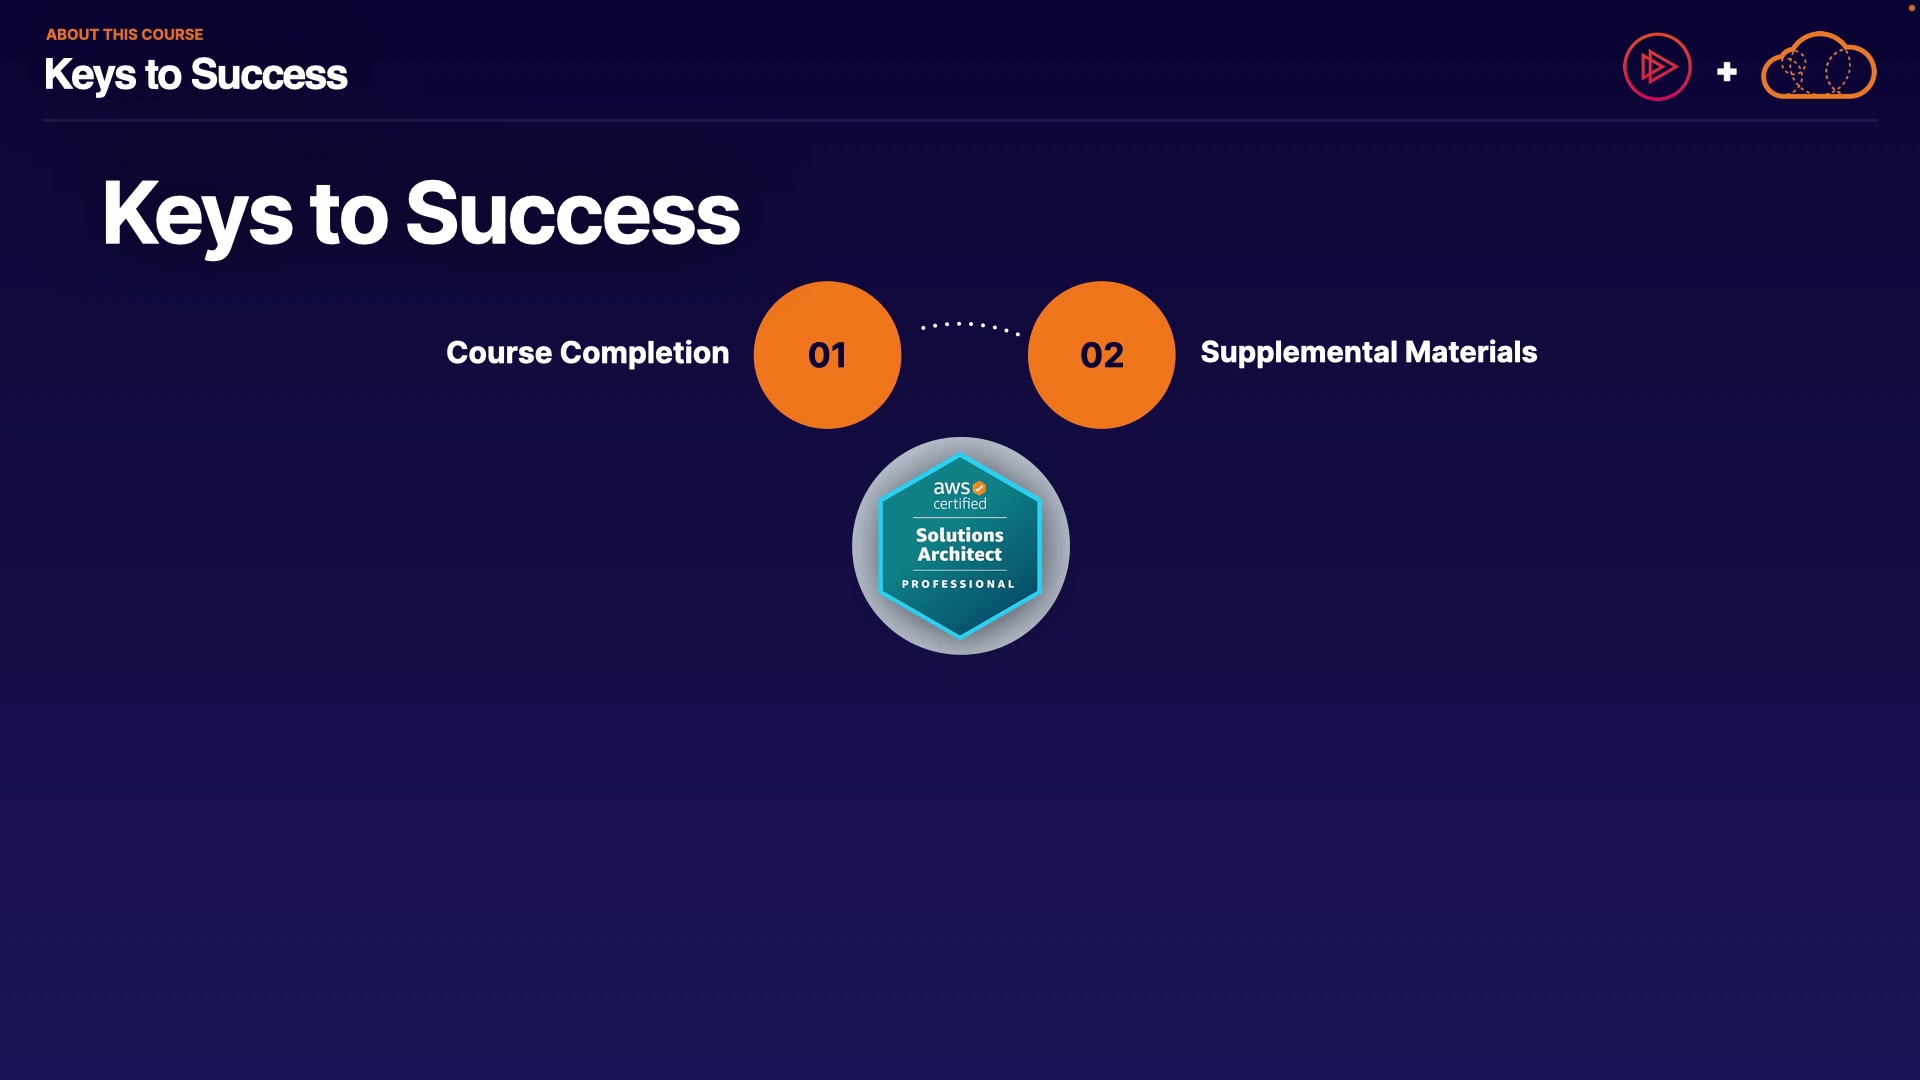 ABOUT THIS COURSE
Keys to Success
Keys to Success
Course Completion
01
02
Supplemental Materials
aws
certified
Solutions
Architect
PROFESSIONAL